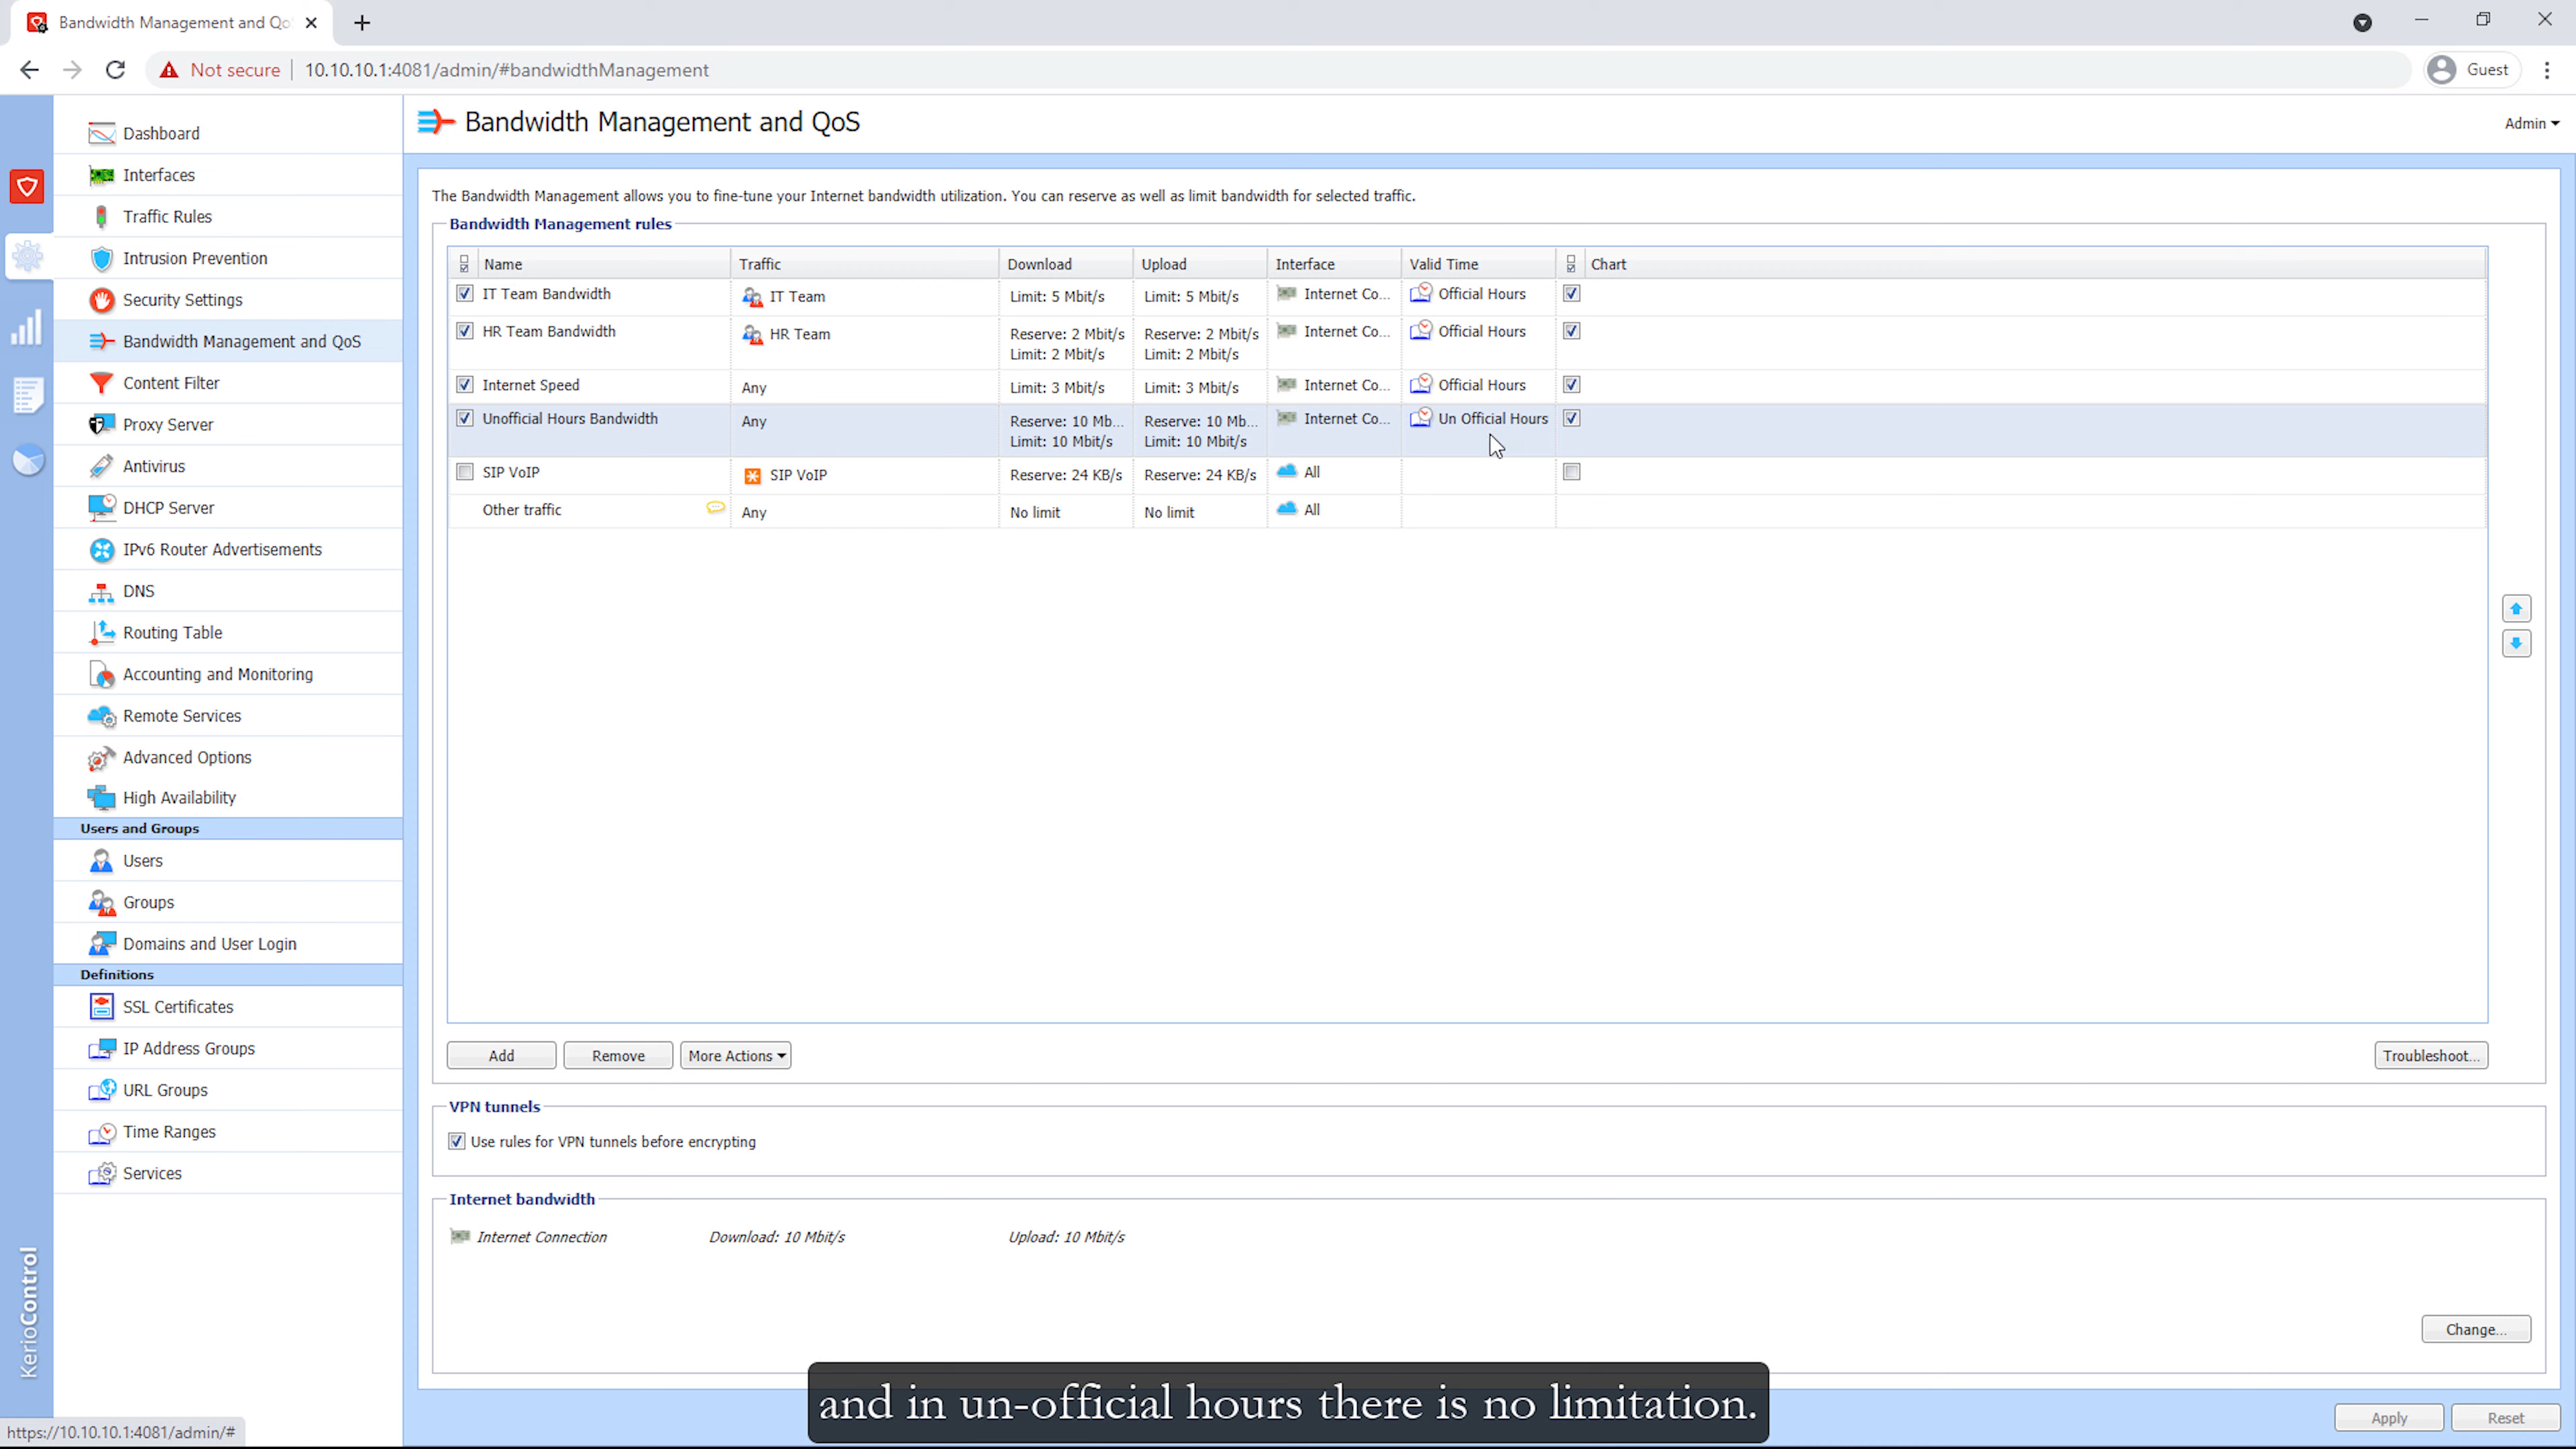 Bandwidth Management and Qo
Not secure
10.10.10.1:4081/admin/#bandwidthManagement
Guest
Dashboard
Interfaces
Traffic Rules
Intrusion Prevention
Security Settings
Bandwidth Management and QoS
Content Filter
Proxy Server
Antivirus
DHCP Server
IPv6 Router Advertisements
DNS
Routing Table
Accounting and Monitoring
Remote Services
Advanced Options
High Availability
Users and Groups
Users
Groups
Domains and User Login
Definitions
SSL Certificates
IP Address Groups
URL Groups
Time Ranges
Services
KerioControl
Bandwidth Management and QoS
Admin
The Bandwidth Management allows you to fine-tune your Internet bandwidth utilization. You can reserve as well as limit bandwidth for selected traffic.
Bandwidth Management rules
Name Traffic Download Upload Interface Valid Time Chart
IT Team Bandwidth IT Team Limit: 5 Mbit/s Limit: 5 Mbit/s Internet Co... Official Hours
HR Team Bandwidth HR Team Reserve: 2 Mbit/s Reserve: 2 Mbit/s Internet Co... Official Hours
Limit: 2 Mbit/s Limit: 2 Mbit/s
Internet Speed Any Limit: 3 Mbit/s Limit: 3 Mbit/s Internet Co... Official Hours
Unofficial Hours Bandwidth Any Reserve: 10 Mb... Reserve: 10 Mb... Internet Co... Un Official Hours
Limit: 10 Mbit/s Limit: 10 Mbit/s
SIP VoIP SIP VoIP Reserve: 24 KB/s Reserve: 24 KB/s All
Other traffic Any No limit No limit All
Add Remove More Actions Troubleshoot...
VPN tunnels
Use rules for VPN tunnels before encrypting
Internet bandwidth
Internet Connection Download: 10 Mbit/s Upload: 10 Mbit/s
Change...
and in un-official hours there is no limitation.
Apply Reset
https://10.10.10.1:4081/admin/#